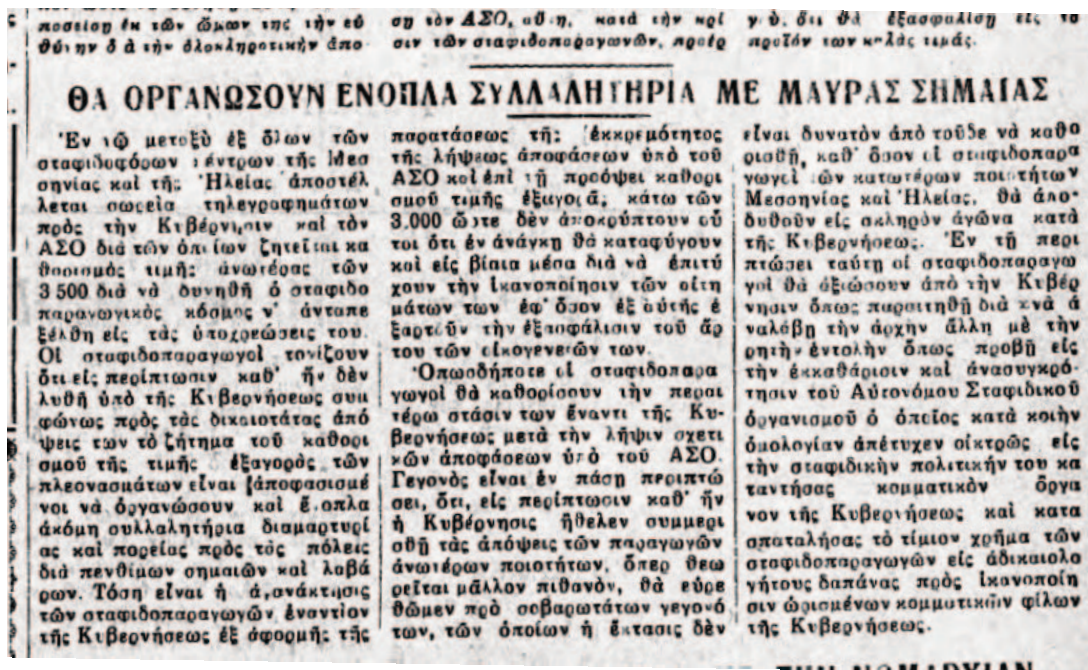 ποσείση ἐκ τῶν ὤμων της τὴν εὐ
θύνην διὰ τὴν ὁλοκληρωτικὴν ἀπο
ση τὸν ΑΣΟ, κατὰ τὴν κρί
σιν τῶν σταφιδοπαραγωγῶν, προέρ
ὅτι θὰ ἐξασφαλίση εἰς τὸ
προϊόν των καλὰς τιμάς.
ΘΑ ΟΡΓΑΝΩΣΟΥΝ ΕΝΟΠΛΑ ΣΥΛΛΑΛΗΤΗΡΙΑ ΜΕ ΜΑΥΡΑΣ ΣΗΜΑΙΑΣ
Ἐν τῷ μεταξὺ ἐξ ὅλων τῶν
σταφιδοφόρων κέντρων τῆς Μεσ
σηνίας καὶ τῆς Ἠλείας ἀποστέλ
λεται σωρεία τηλεγραφημάτων
πρὸς τὴν Κυβέρνησιν καὶ τὸν
ΑΣΟ διὰ τῶν ὁποίων ζητεῖται κα
θορισμὸς τιμῆς ἀνωτέρας τῶν
3.500 διὰ νὰ δυνηθῆ ὁ σταφιδο
παραγωγικὸς κόσμος ν' ἀνταπε
ξέλθη εἰς τὰς ὑποχρεώσεις του.
Οἱ σταφιδοπαραγωγοὶ τονίζουν
ὅτι εἰς περίπτωσιν καθ' ἣν δὲν
λυθῆ ὑπὸ τῆς Κυβερνήσεως συμ
φώνως πρὸς τὰς δικαιοτάτας ἀπό
ψεις των τὸ ζήτημα τοῦ καθορι
σμοῦ τῆς τιμῆς ἐξαγορᾶς τῶν
πλεονασμάτων εἶναι ἀποφασισμέ
νοι νὰ ὀργανώσουν καὶ ἔνοπλα
ἀκόμη συλλαλητήρια διαμαρτυρί
ας καὶ πορείας πρὸς τὰς πόλεις
διὰ πενθίμων σημαιῶν καὶ λαβά
ρων. Τόση εἶναι ἡ ἀγανάκτησις
τῶν σταφιδοπαραγωγῶν ἐναντίον
τῆς Κυβερνήσεως ἐξ ἀφορμῆς τῆς
παρατάσεως τῆς ἐκκρεμότητος
τῆς λήψεως ἀποφάσεων ὑπὸ τοῦ
ΑΣΟ καὶ ἐπὶ τῇ προόψει καθορι
σμοῦ τιμῆς ἐξαγορᾶς κάτω τῶν
3.000 ὥστε δὲν ἀποκρύπτουν οὗ
τοι ὅτι ἐν ἀνάγκη θὰ καταφύγουν
καὶ εἰς βίαια μέσα διὰ νὰ ἐπιτύ
χουν τὴν ἱκανοποίησιν τῶν αἰτη
μάτων των ἐφ' ὅσον ἐξ αὐτῆς ἐ
ξαρτοῦν τὴν ἐξασφάλισιν τοῦ ἄρ
του τῶν οἰκογενειῶν των.
Ὁπωσδήποτε οἱ σταφιδοπαρα
γωγοὶ θὰ καθορίσουν τὴν περαι
τέρω στάσιν των ἔναντι τῆς Κυ-
βερνήσεως μετὰ τὴν λῆψιν σχετι
κῶν ἀποφάσεων ὑπὸ τοῦ ΑΣΟ.
Γεγονὸς εἶναι ἐν πάση περιπτώ
σει, ὅτι, εἰς περίπτωσιν καθ' ἣν
ἡ Κυβέρνησις ἤθελεν συμμερι
σθῆ τὰς ἀπόψεις τῶν παραγωγῶν
ἀνωτέρων ποιοτήτων, ὅπερ θεω
ρεῖται μᾶλλον πιθανόν, θὰ εὑρε
θῶμεν πρὸ σοβαρωτάτων γεγονό
των, τῶν ὁποίων ἡ ἔκτασις δὲν
εἶναι δυνατὸν ἀπὸ τοῦδε νὰ καθο
ρισθῆ, καθ' ὅσον οἱ σταφιδοπαρα
γωγοὶ τῶν κατωτέρων ποιοτήτων
Μεσσηνίας καὶ Ἠλείας, θὰ ἀπο-
δυθοῦν εἰς σκληρὸν ἀγῶνα κατὰ
τῆς Κυβερνήσεως. Ἐν τῇ περι
πτώσει ταύτη οἱ σταφιδοπαραγω
γοὶ θὰ ἀξιώσουν ἀπὸ τὴν Κυβέρ
νησιν ὅπως παραιτηθῆ διὰ νὰ ἀ
ναλάβη τὴν ἀρχὴν ἄλλη μὲ τὴν
ρητὴν ἐντολὴν ὅπως προβῆ εἰς
τὴν ἐκκαθάρισιν καὶ ἀνασυγκρό-
τησιν τοῦ Αὐτονόμου Σταφιδικοῦ
ὀργανισμοῦ ὁ ὁποῖος κατὰ κοινὴν
ὁμολογίαν ἀπέτυχεν οἰκτρῶς εἰς
τὴν σταφιδικὴν πολιτικήν του κα
ταντήσας κομματικὸν ὄργα
νον τῆς Κυβερνήσεως καὶ κατα
σπαταλήσας τὸ τίμιον χρῆμα τῶν
σταφιδοπαραγωγῶν εἰς ἀδικαιολο
γήτους δαπάνας πρὸς ἱκανοποίη
σιν ὡρισμένων κομματικῶν φίλων
τῆς Κυβερνήσεως.